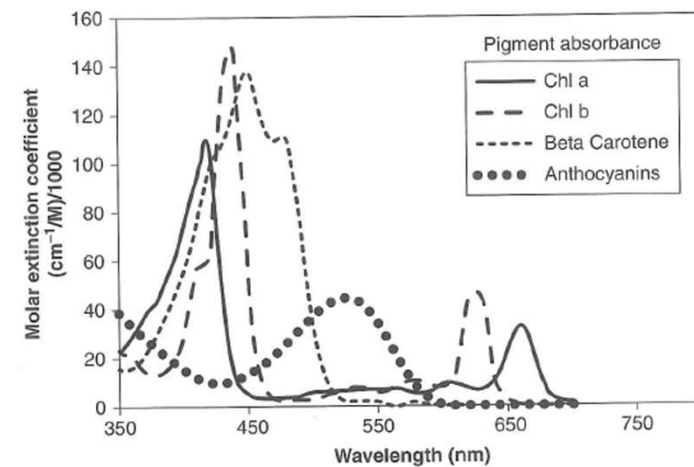 160
140
120
100
80
60
40
20
0
Molar extinction coefficient
(cm⁻¹/M)/1000
Pigment absorbance
Chl a
Chl b
Beta Carotene
Anthocyanins
350
450
550
650
750
Wavelength (nm)